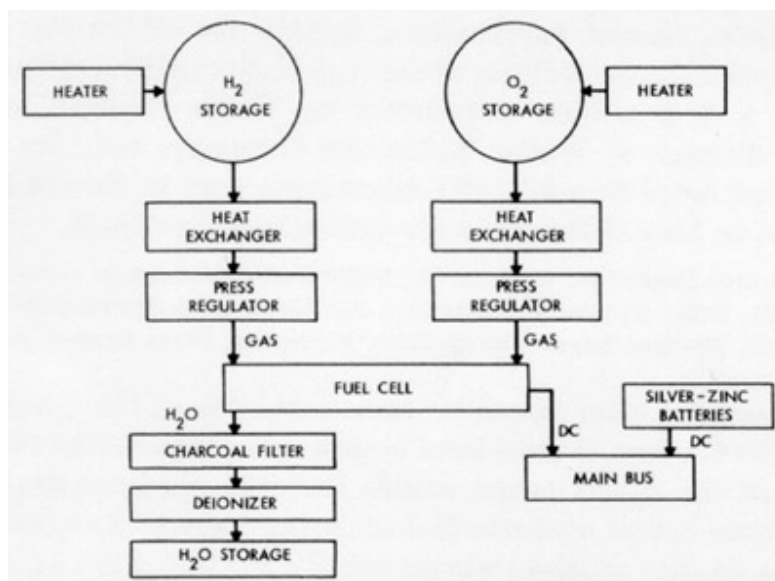 HEATER
H2
STORAGE
O2
STORAGE
HEATER
HEAT
EXCHANGER
HEAT
EXCHANGER
PRESS
REGULATOR
PRESS
REGULATOR
GAS
GAS
FUEL CELL
SILVER-ZINC
BATTERIES
H2O
DC
DC
CHARCOAL FILTER
MAIN BUS
DEIONIZER
H2O STORAGE